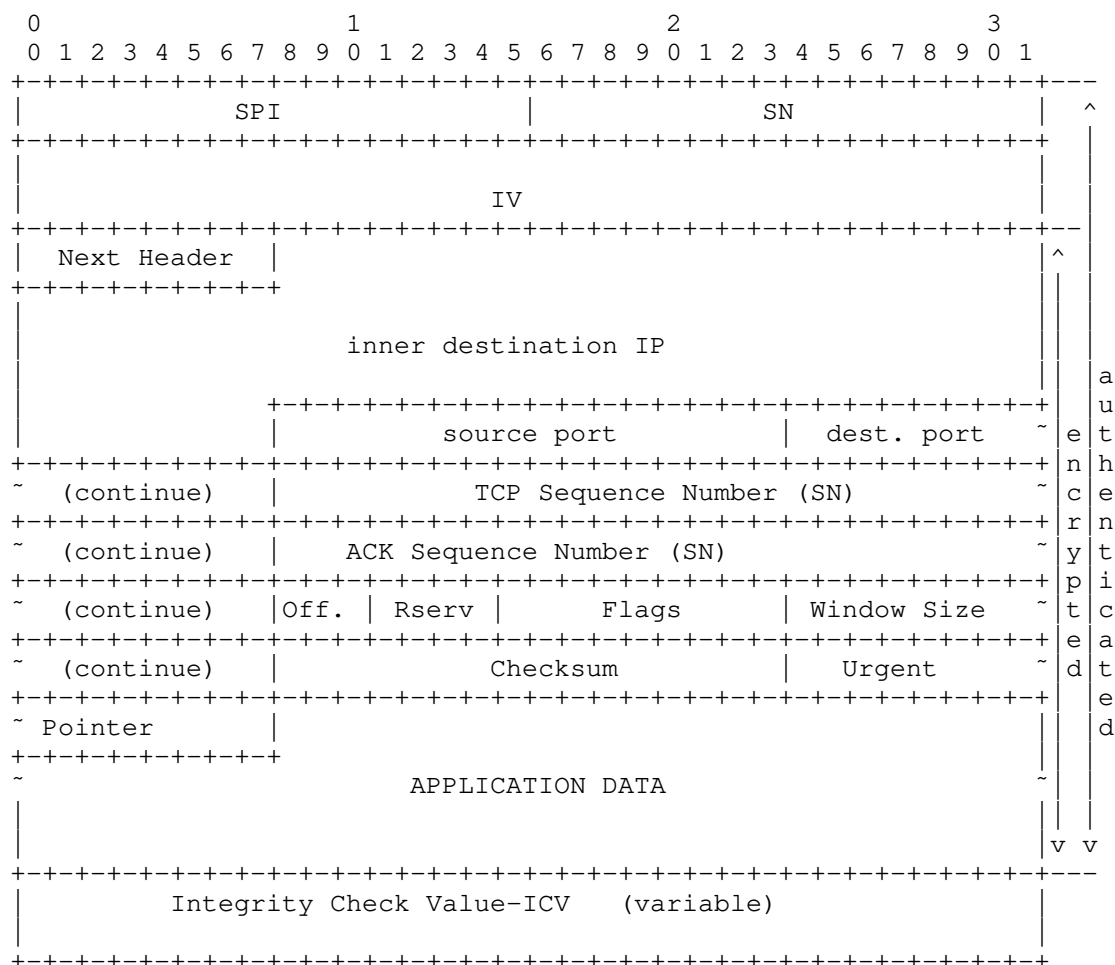 0                   1                   2                   3
 0 1 2 3 4 5 6 7 8 9 0 1 2 3 4 5 6 7 8 9 0 1 2 3 4 5 6 7 8 9 0 1
+-+-+-+-+-+-+-+-+-+-+-+-+-+-+-+-+-+-+-+-+-+-+-+-+-+-+-+-+-+-+-+-+---
|             SPI               |              SN               |  ^
+-+-+-+-+-+-+-+-+-+-+-+-+-+-+-+-+-+-+-+-+-+-+-+-+-+-+-+-+-+-+-+-+  |
|                                                               |  |
|                             IV                                |  |
+-+-+-+-+-+-+-+-+-+-+-+-+-+-+-+-+-+-+-+-+-+-+-+-+-+-+-+-+-+-+-+-+--|
|  Next Header  |                                               |^ |
+-+-+-+-+-+-+-+-+                                               || |
|                                                               || |
|                    inner destination IP                       || |
|                                                               || |a
|               +-+-+-+-+-+-+-+-+-+-+-+-+-+-+-+-+-+-+-+-+-+-+-+-+| |u
|               |          source port          |  dest. port   ~|e|t
+-+-+-+-+-+-+-+-+-+-+-+-+-+-+-+-+-+-+-+-+-+-+-+-+-+-+-+-+-+-+-+-+|n|h
~  (continue)   |            TCP Sequence Number (SN)           ~|c|e
+-+-+-+-+-+-+-+-+-+-+-+-+-+-+-+-+-+-+-+-+-+-+-+-+-+-+-+-+-+-+-+-+|r|n
~  (continue)   |    ACK Sequence Number (SN)                   ~|y|t
+-+-+-+-+-+-+-+-+-+-+-+-+-+-+-+-+-+-+-+-+-+-+-+-+-+-+-+-+-+-+-+-+|p|i
~  (continue)   |Off. | Rserv |      Flags      | Window Size   ~|t|c
+-+-+-+-+-+-+-+-+-+-+-+-+-+-+-+-+-+-+-+-+-+-+-+-+-+-+-+-+-+-+-+-+|e|a
~  (continue)   |             Checksum          |   Urgent      ~|d|t
+-+-+-+-+-+-+-+-+-+-+-+-+-+-+-+-+-+-+-+-+-+-+-+-+-+-+-+-+-+-+-+-+| |e
~ Pointer       |                                               || |d
+-+-+-+-+-+-+-+-+                                               || |
~                        APPLICATION DATA                       ~| |
|                                                               || |
|                                                               |v v
+-+-+-+-+-+-+-+-+-+-+-+-+-+-+-+-+-+-+-+-+-+-+-+-+-+-+-+-+-+-+-+-+---
|         Integrity Check Value-ICV   (variable)                |
|                                                               |
+-+-+-+-+-+-+-+-+-+-+-+-+-+-+-+-+-+-+-+-+-+-+-+-+-+-+-+-+-+-+-+-+